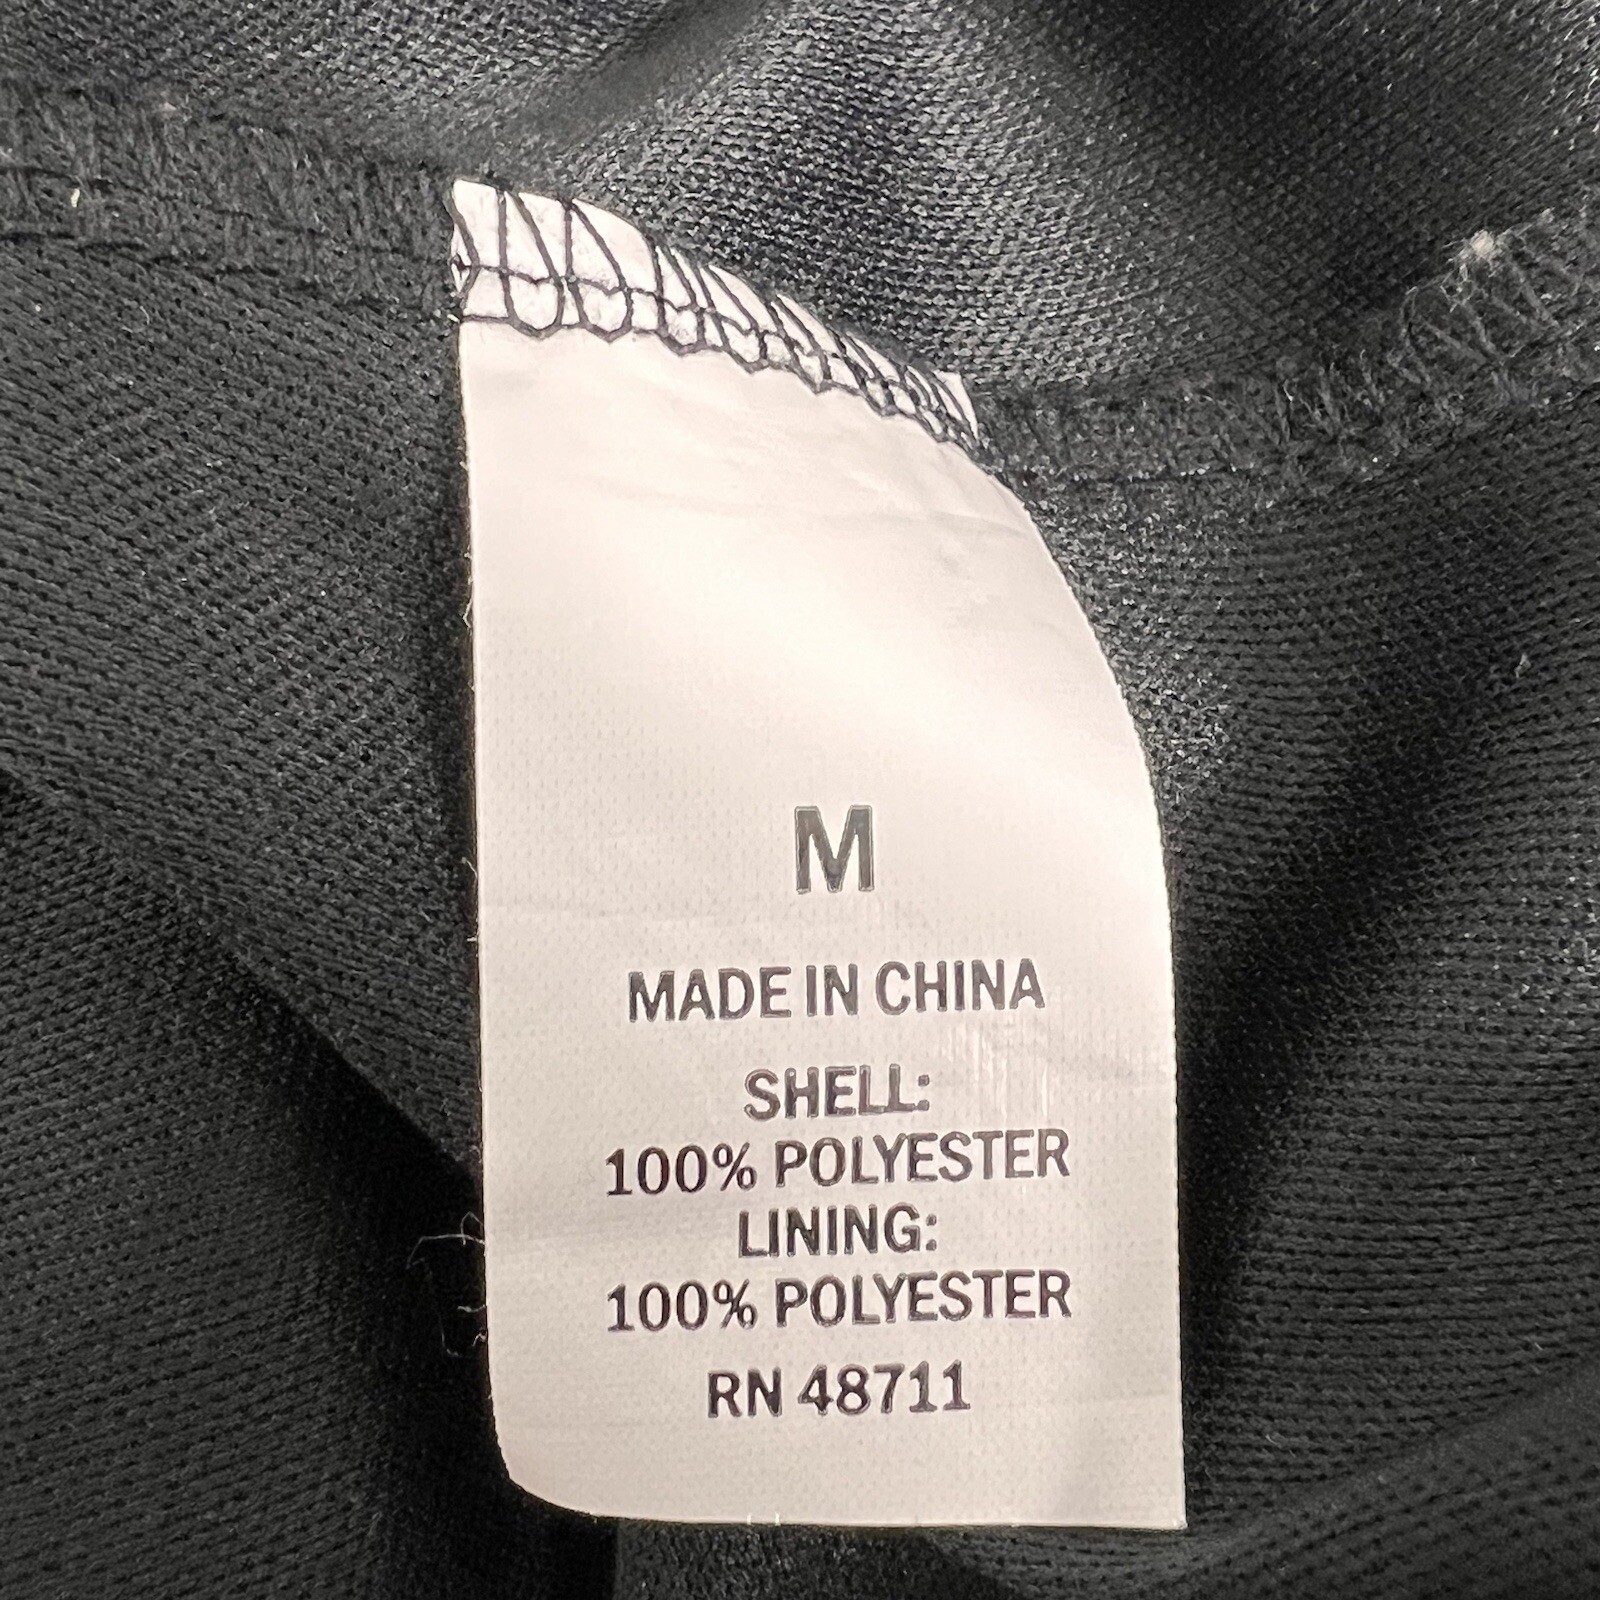 M
MADE IN CHINA
SHELL:
100% POLYESTER
LINING:
100% POLYESTER
RN 48711